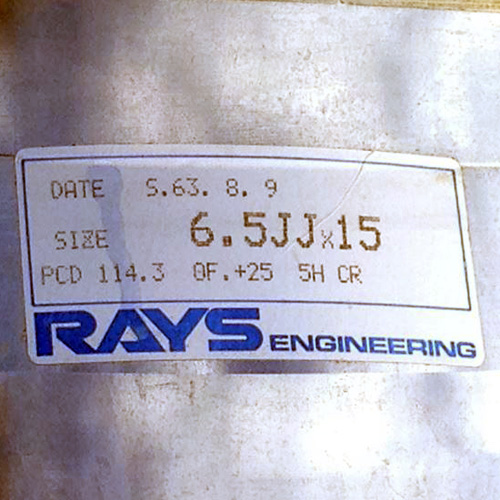 DATE S.63. 8. 9
SIZE 6.5JJx15
PCD 114.3 OF.+25 5H CR
RAYS ENGINEERING